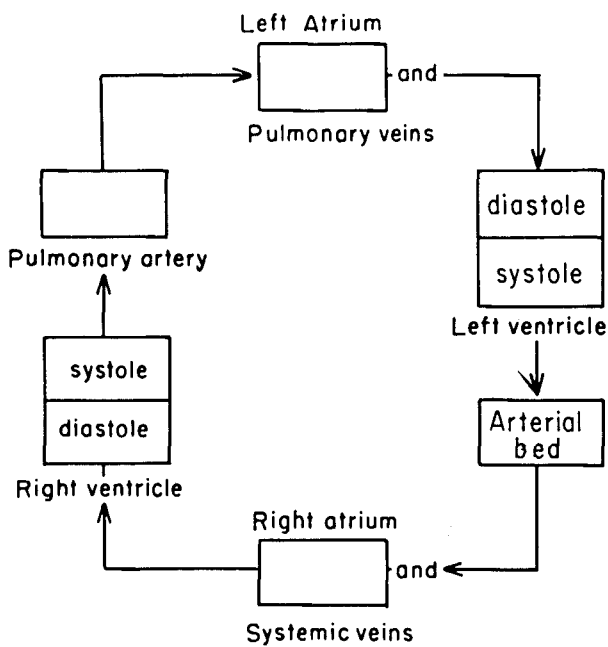 Left Atrium
and
Pulmonary veins
diastole
systole
Left ventricle
Arterial
bed
Pulmonary artery
systole
diastole
Right ventricle
Right atrium
and
Systemic veins